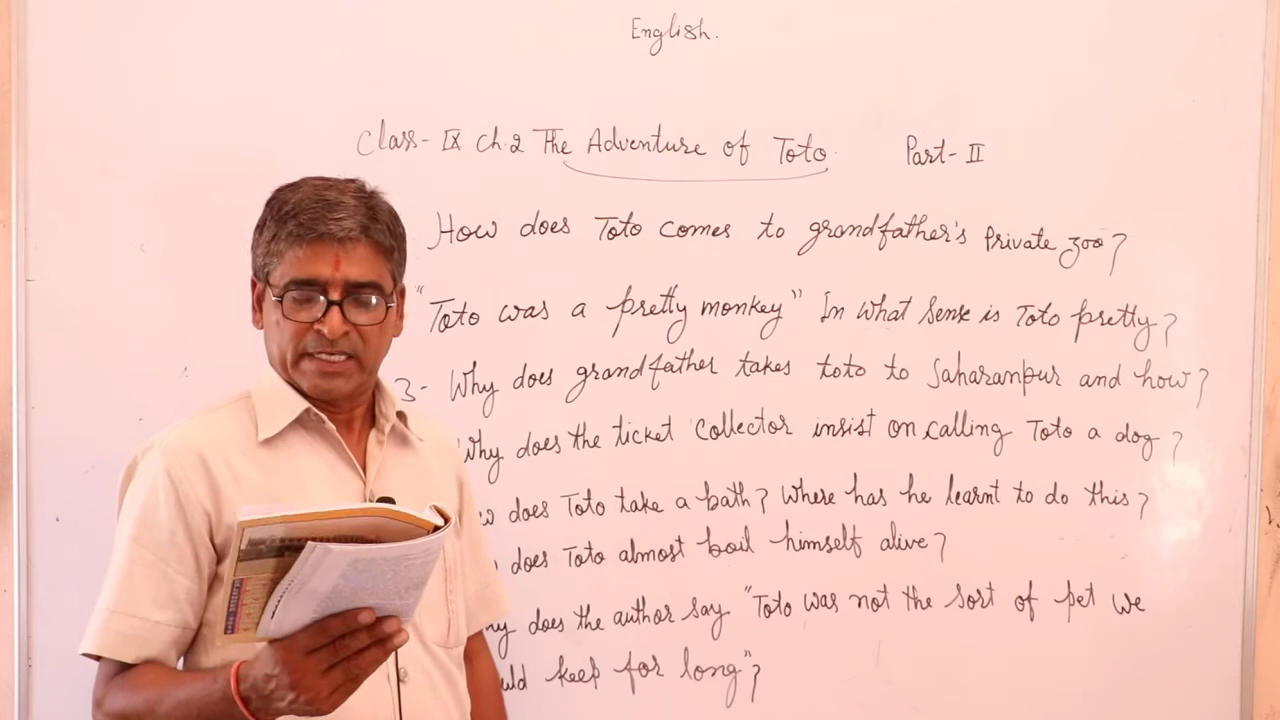 English.
Class- IX Ch.2 The Adventure of Toto. Part- II
How does Toto comes to grandfather's Private zoo?
"Toto was a pretty monkey" In what sense is Toto pretty?
3- Why does grandfather takes toto to Saharanpur and how?
Why does the ticket collector insist on calling Toto a dog?
does Toto take a bath? Where has he learnt to do this?
does Toto almost boil himself alive?
does the author say "Toto was not the sort of pet we
keep for long"?